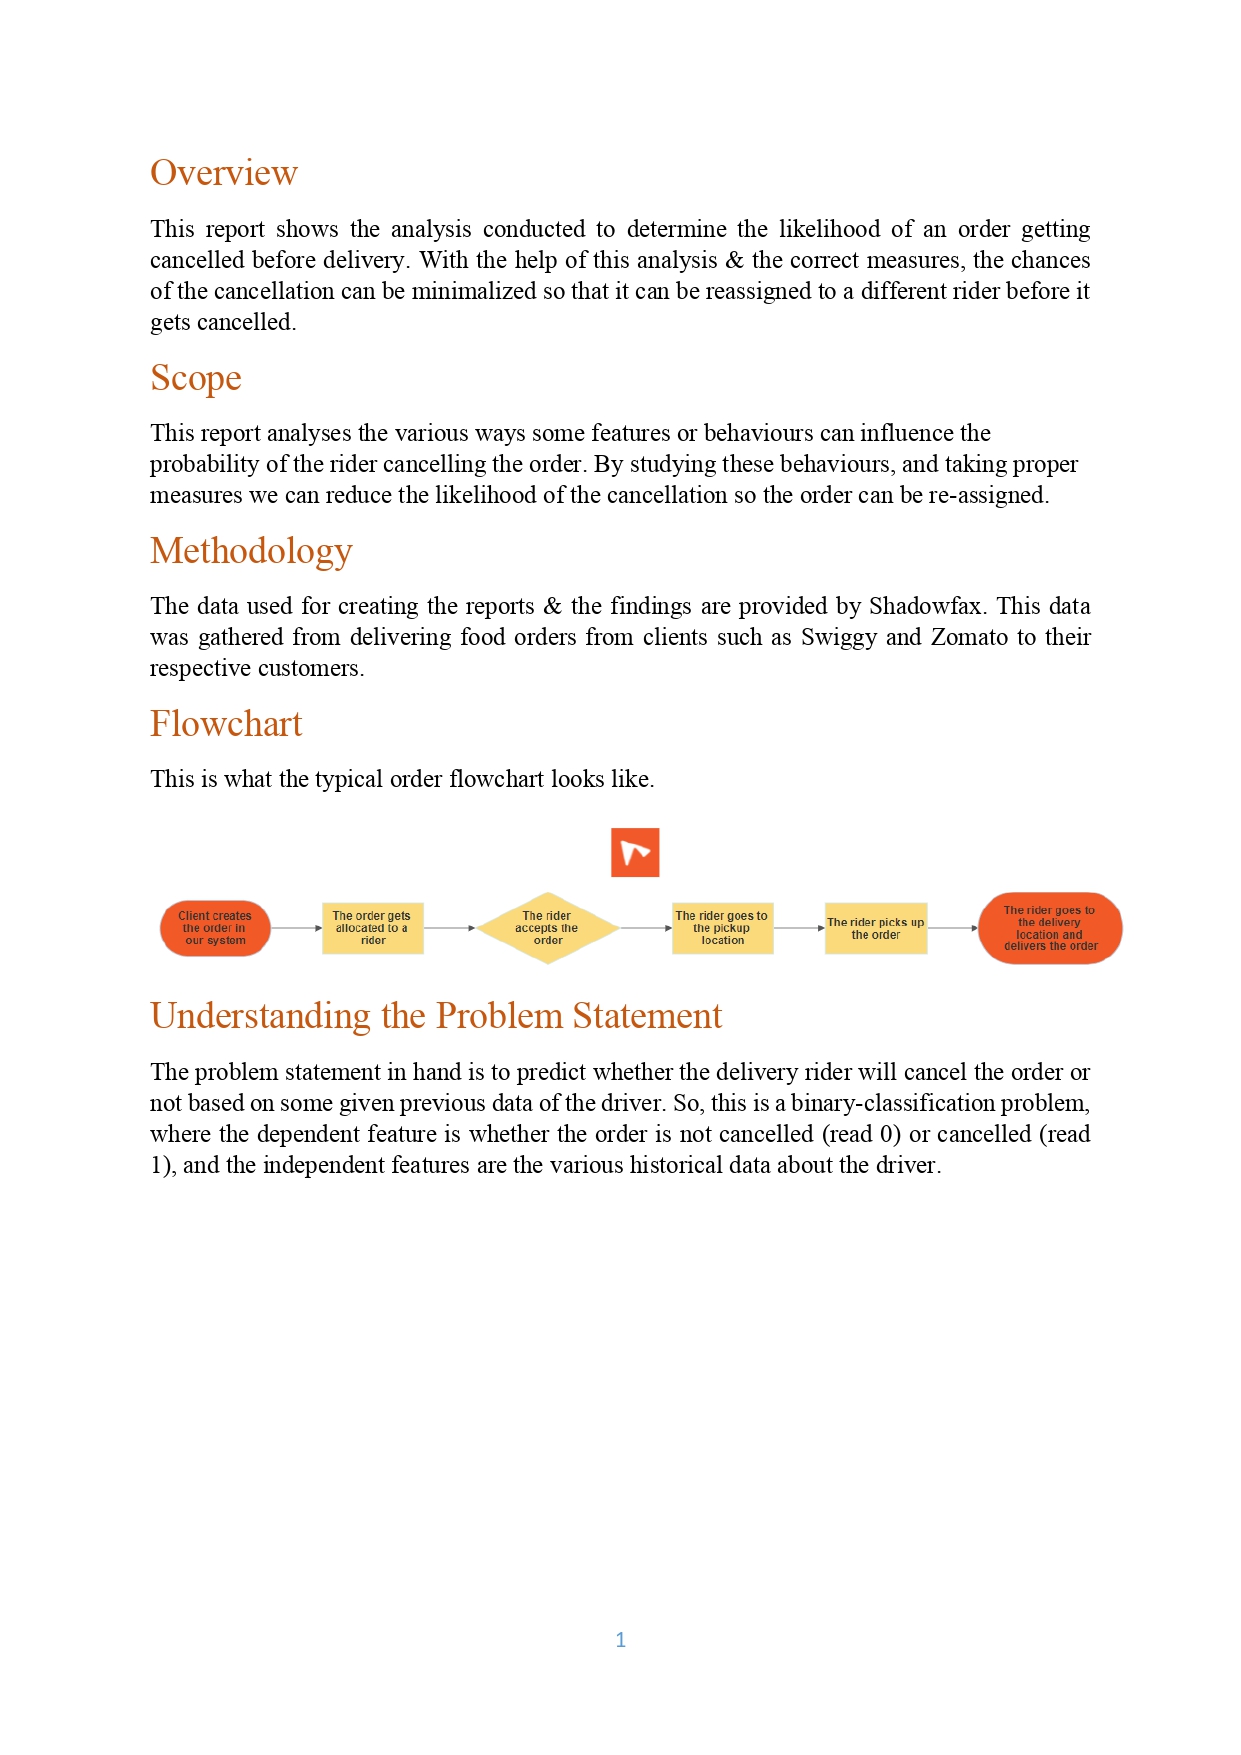 Overview
This report shows the analysis conducted to determine the likelihood of an order getting
cancelled before delivery. With the help of this analysis & the correct measures, the chances
of the cancellation can be minimalized so that it can be reassigned to a different rider before it
gets cancelled.
Scope
This report analyses the various ways some features or behaviours can influence the
probability of the rider cancelling the order. By studying these behaviours, and taking proper
measures we can reduce the likelihood of the cancellation so the order can be re-assigned.
Methodology
The data used for creating the reports & the findings are provided by Shadowfax. This data
was gathered from delivering food orders from clients such as Swiggy and Zomato to their
respective customers.
Flowchart
This is what the typical order flowchart looks like.
Client creates
the order in
our system
The order gets
allocated to a
rider
The rider
accepts the
order
The rider goes to
the pickup
location
The rider picks up
the order
The rider goes to
the delivery
location and
delivers the order
Understanding the Problem Statement
The problem statement in hand is to predict whether the delivery rider will cancel the order or
not based on some given previous data of the driver. So, this is a binary-classification problem,
where the dependent feature is whether the order is not cancelled (read 0) or cancelled (read
1), and the independent features are the various historical data about the driver.
1